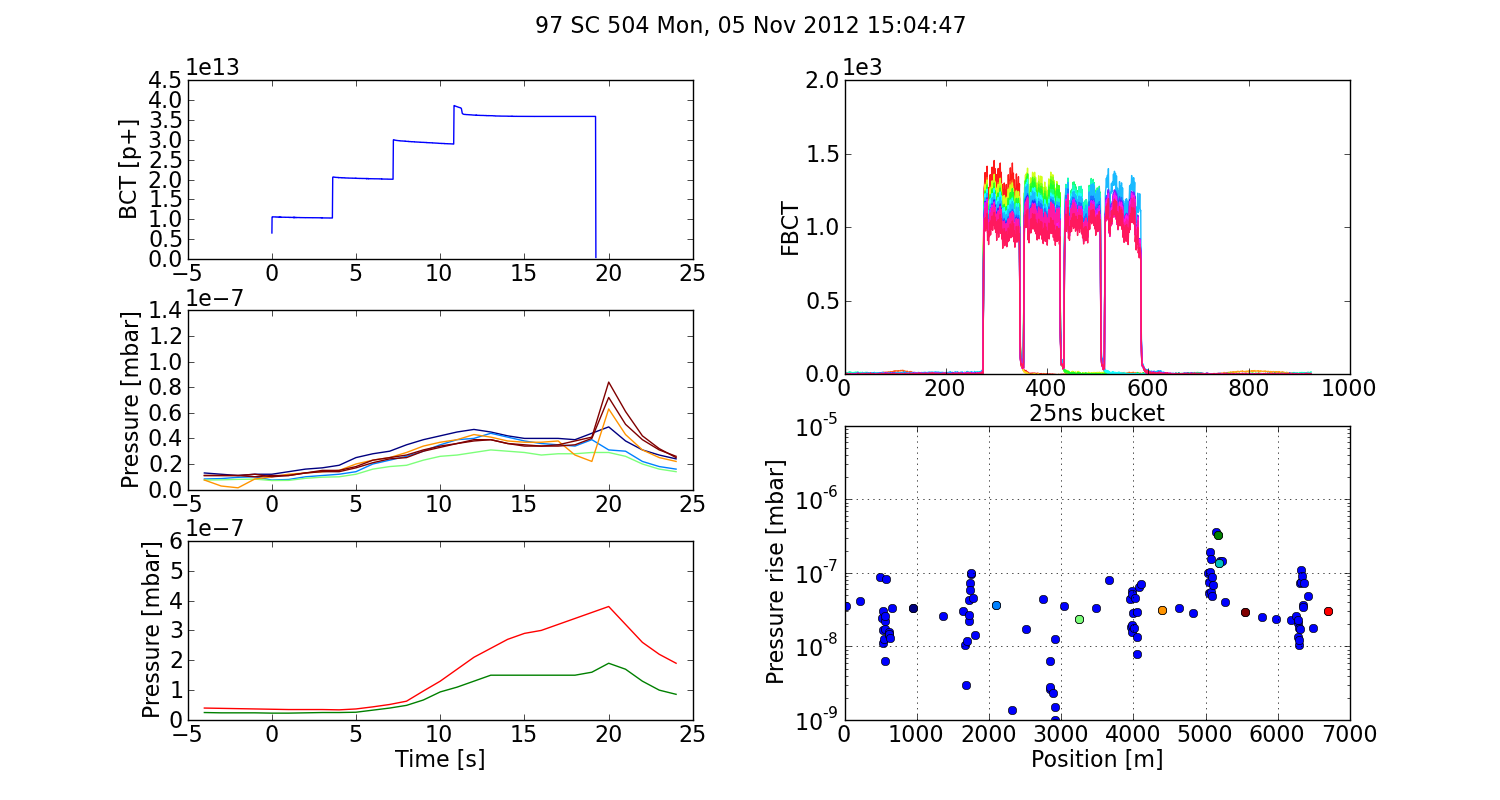 97 SC 504 Mon, 05 Nov 2012 15:04:47
1e13
BCT [p+]
4.5
4.0
3.5
3.0
2.5
2.0
1.5
1.0
0.5
0.0
−5 0 5 10 15 20 25
1e−7
Pressure [mbar]
1.4
1.2
1.0
0.8
0.6
0.4
0.2
0.0
−5 0 5 10 15 20 25
1e−7
Pressure [mbar]
6
5
4
3
2
1
0
−5 0 5 10 15 20 25
Time [s]
1e3
FBCT
2.0
1.5
1.0
0.5
0.0
0 200 400 600 800 1000
25ns bucket
Pressure rise [mbar]
10^-5
10^-6
10^-7
10^-8
10^-9
0 1000 2000 3000 4000 5000 6000 7000
Position [m]